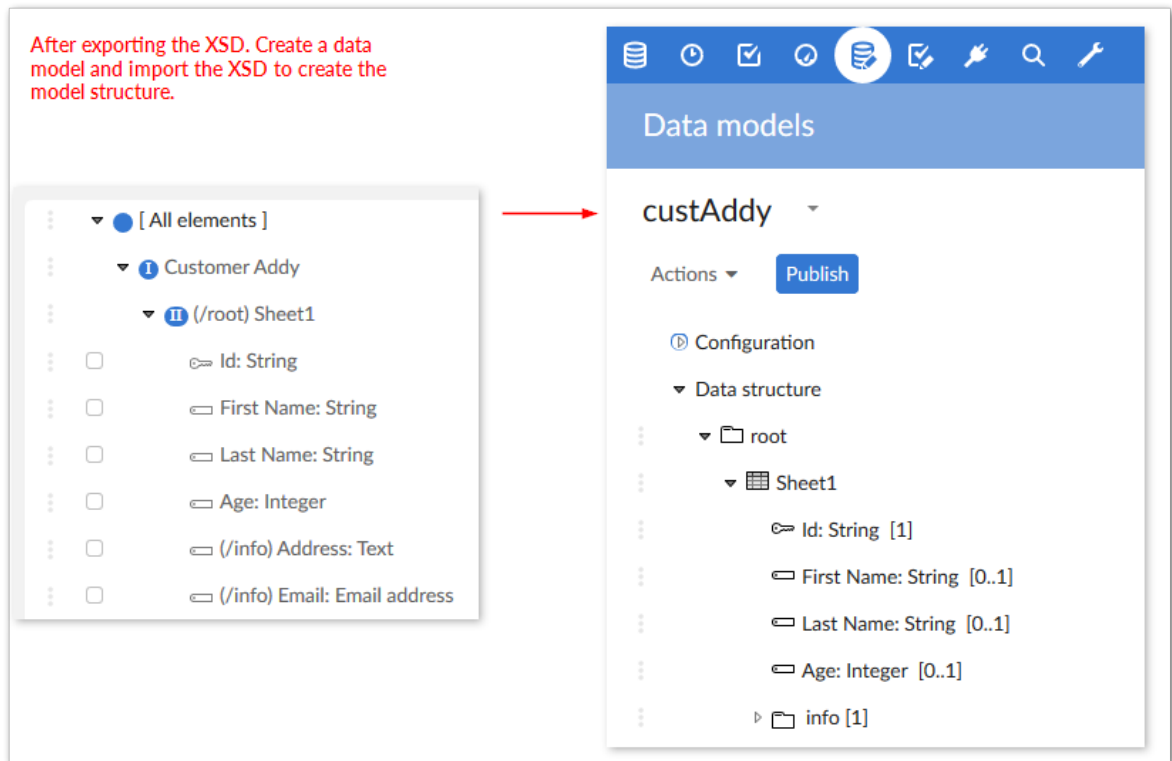 After exporting the XSD. Create a data
model and import the XSD to create the
model structure.
[ All elements ]
I Customer Addy
II (/root) Sheet1
Id: String
First Name: String
Last Name: String
Age: Integer
(/info) Address: Text
(/info) Email: Email address
Data models
custAddy
Actions
Publish
Configuration
Data structure
root
Sheet1
Id: String [1]
First Name: String [0..1]
Last Name: String [0..1]
Age: Integer [0..1]
info [1]